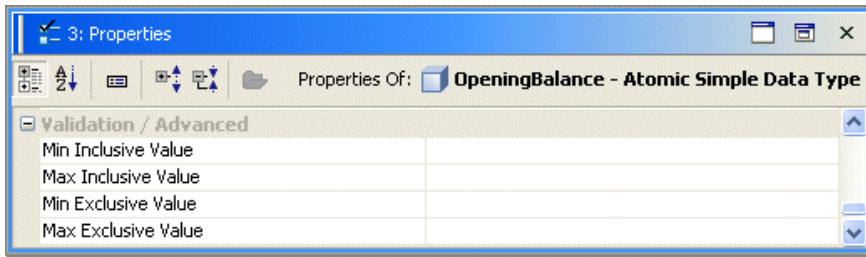 3: Properties
Properties Of: OpeningBalance - Atomic Simple Data Type
Validation / Advanced
Min Inclusive Value
Max Inclusive Value
Min Exclusive Value
Max Exclusive Value